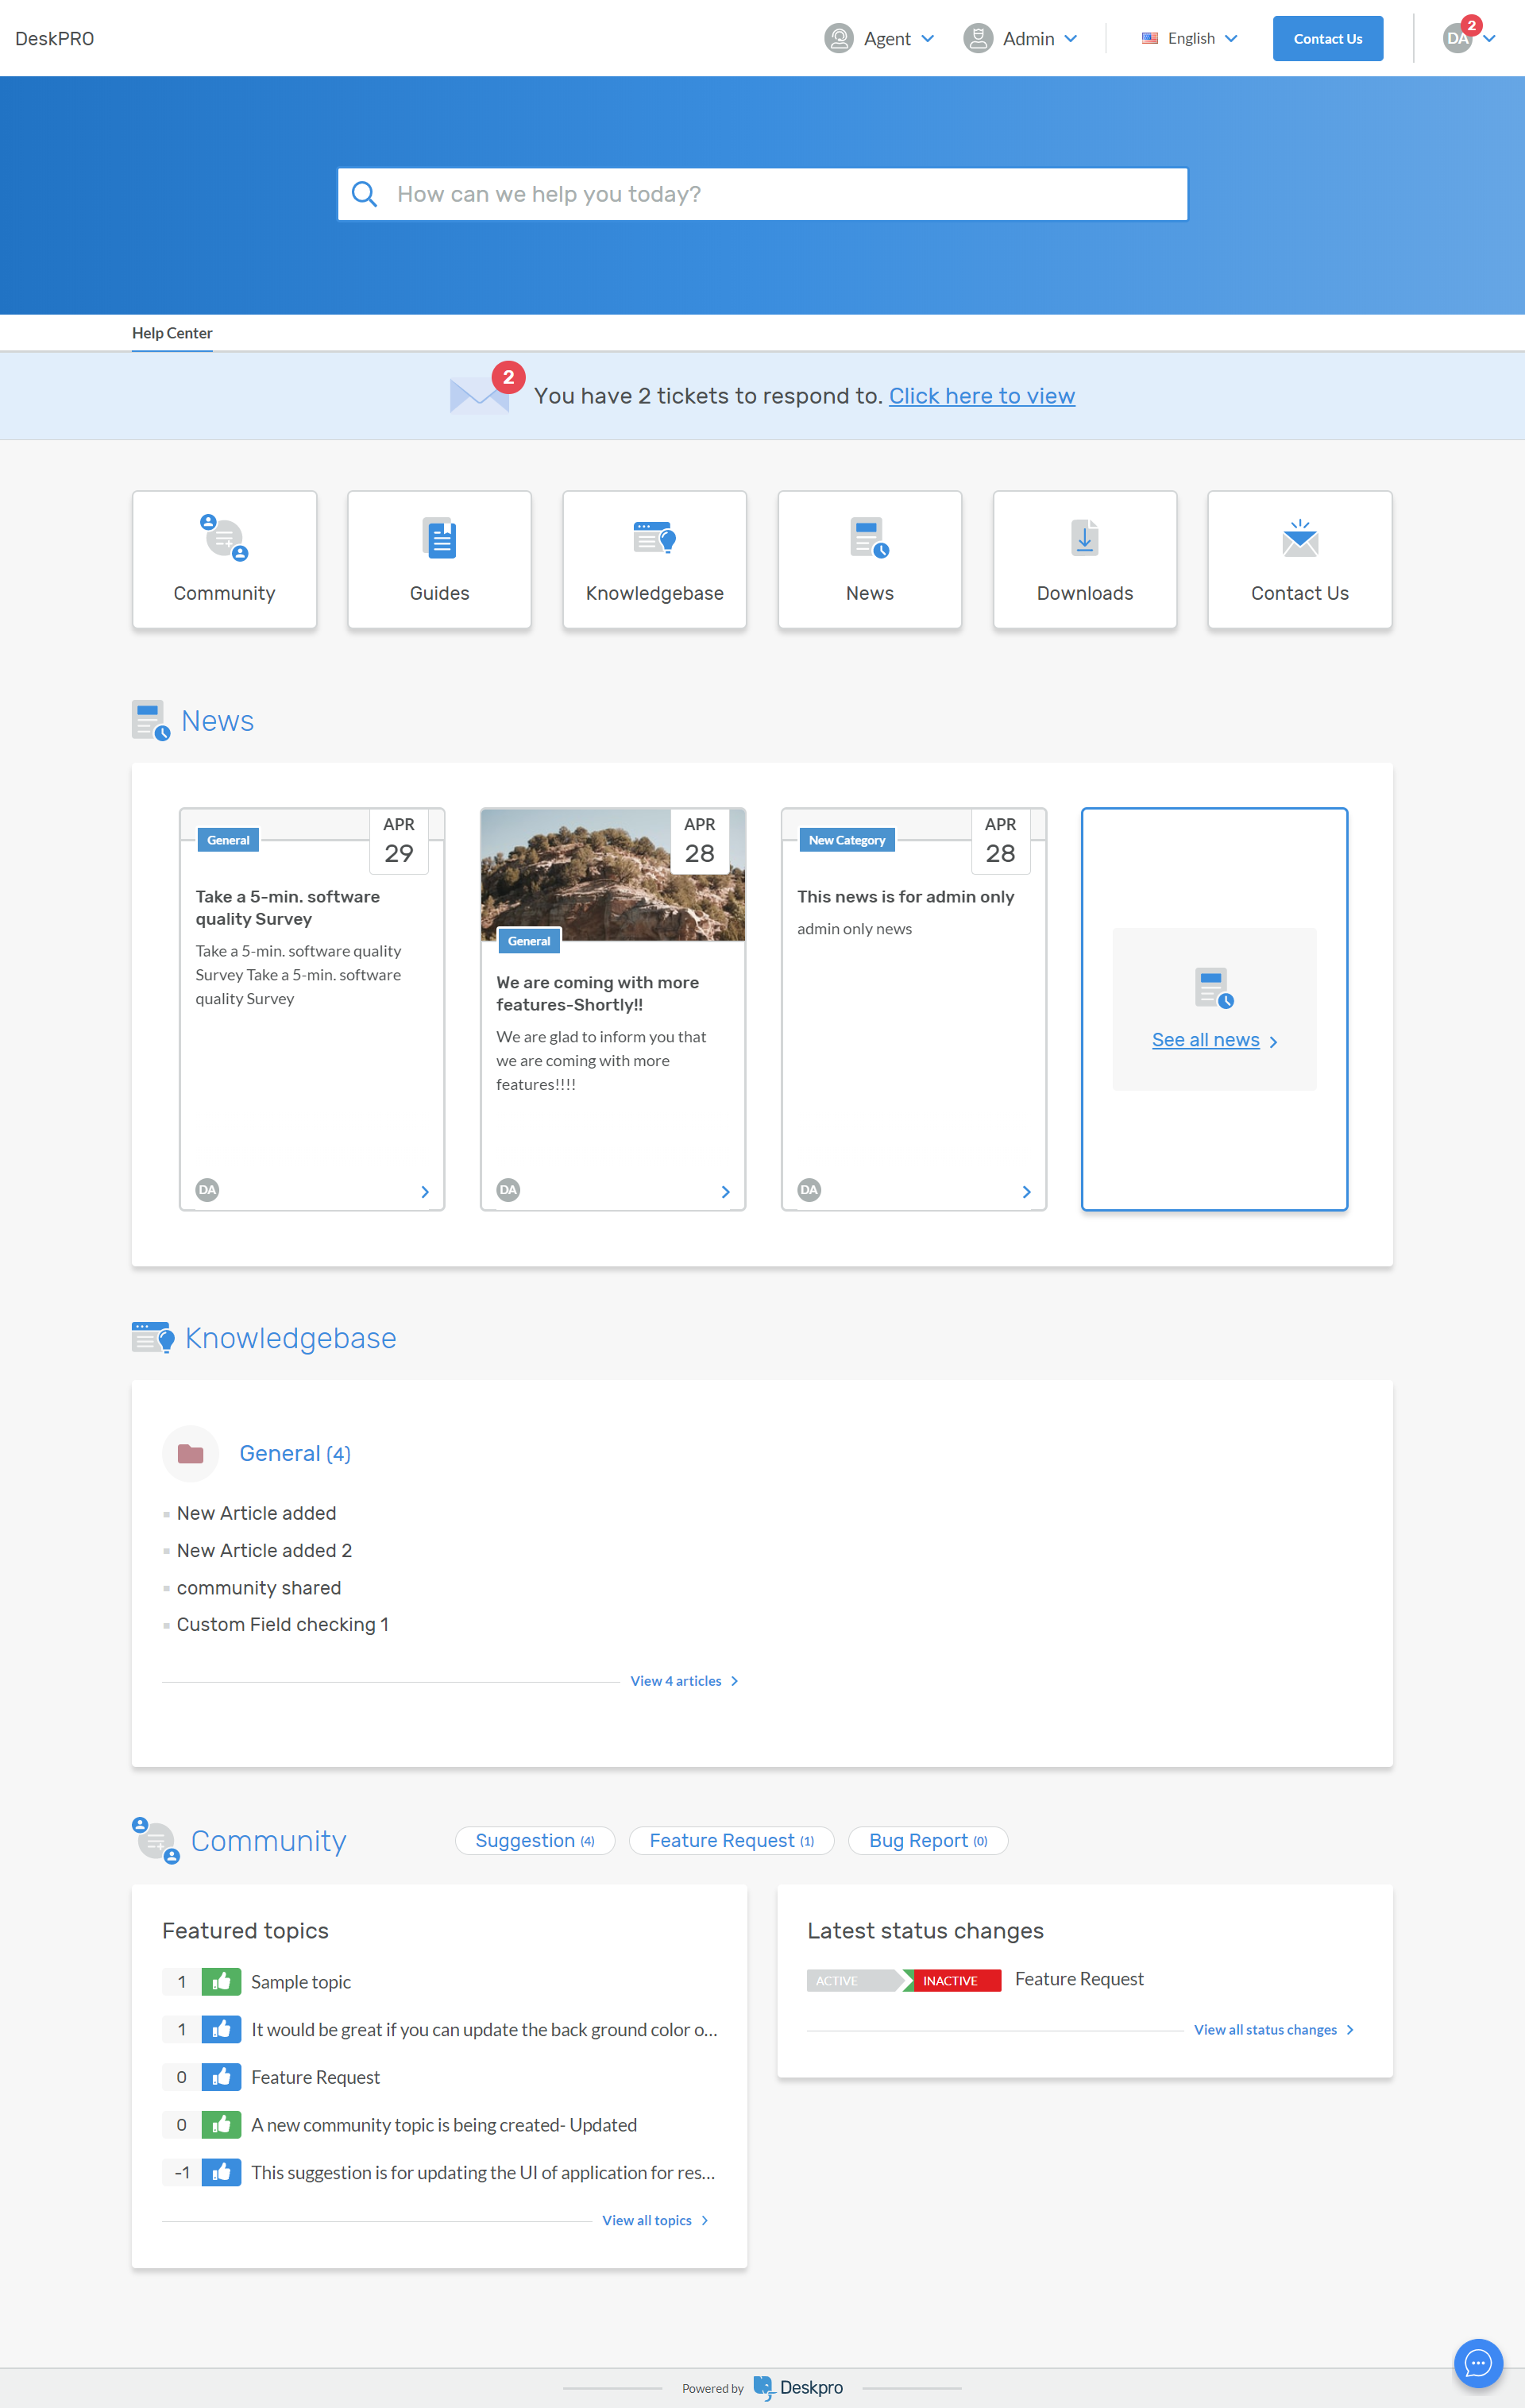 DeskPRO
Agent
Admin
English
Contact Us
DA
2
How can we help you today?
Help Center
2
You have 2 tickets to respond to. Click here to view
Community
Guides
Knowledgebase
News
Downloads
Contact Us
News
General
APR
29
Take a 5-min. software
quality Survey
Take a 5-min. software quality
Survey Take a 5-min. software
quality Survey
DA
APR
28
General
We are coming with more
features-Shortly!!
We are glad to inform you that
we are coming with more
features!!!!
DA
New Category
APR
28
This news is for admin only
admin only news
DA
See all news
Knowledgebase
General (4)
New Article added
New Article added 2
community shared
Custom Field checking 1
View 4 articles
Community
Suggestion (4)
Feature Request (1)
Bug Report (0)
Featured topics
1 Sample topic
1 It would be great if you can update the back ground color o...
0 Feature Request
0 A new community topic is being created- Updated
-1 This suggestion is for updating the UI of application for res...
View all topics
Latest status changes
ACTIVE INACTIVE Feature Request
View all status changes
Powered by Deskpro